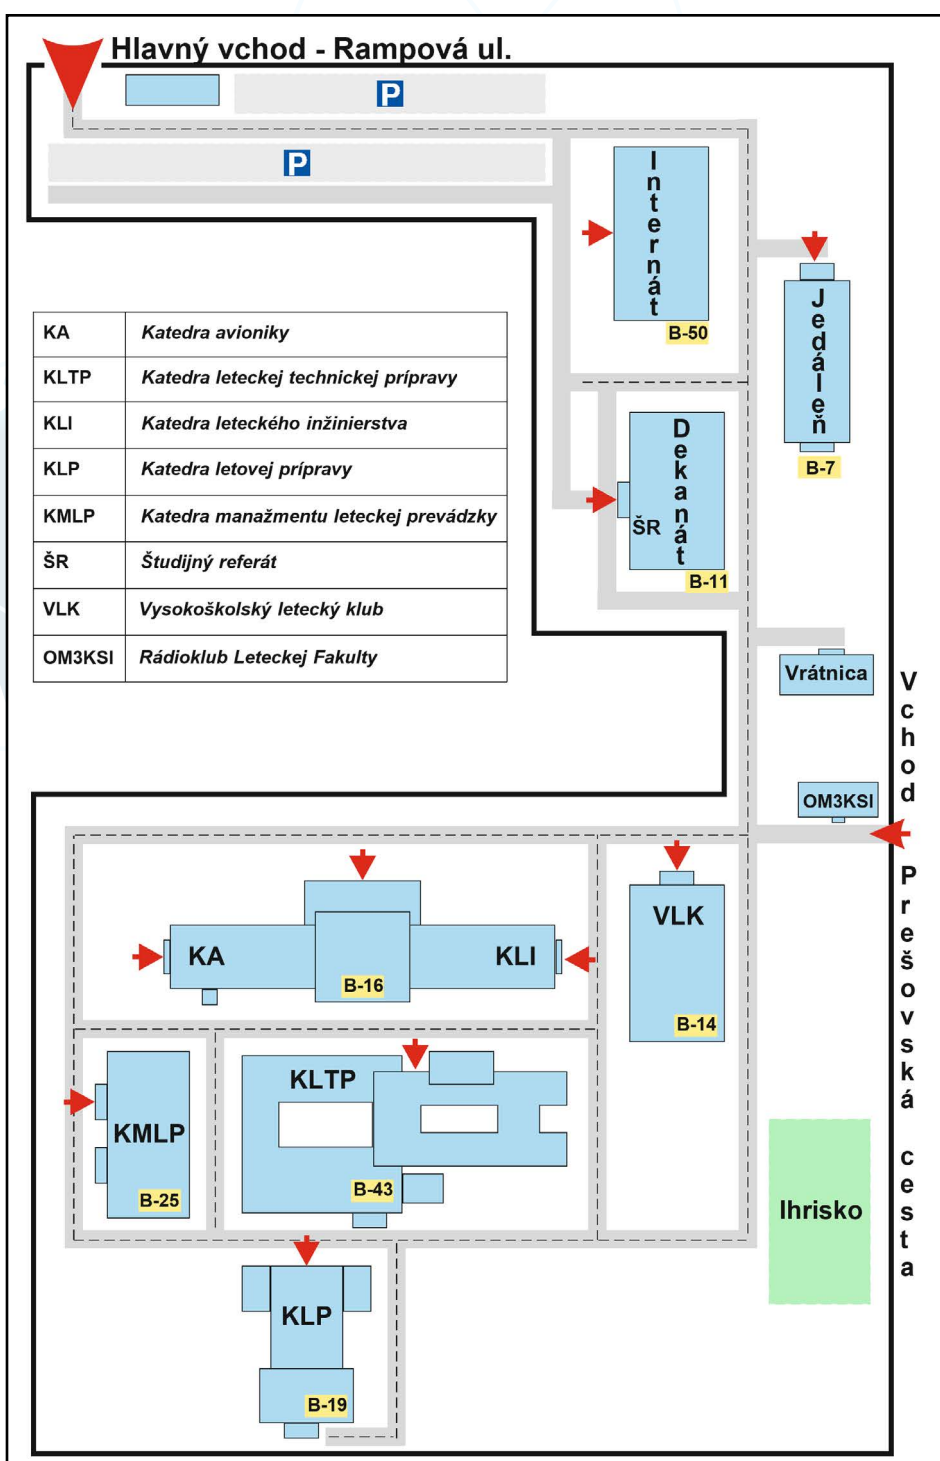 Hlavný vchod - Rampová ul.
P
P
Internát
B-50
Jedáleň
B-7
KA Katedra avioniky
KLTP Katedra leteckej technickej prípravy
KLI Katedra leteckého inžinierstva
KLP Katedra letovej prípravy
KMLP Katedra manažmentu leteckej prevádzky
ŠR Študijný referát
VLK Vysokoškolský letecký klub
OM3KSI Rádioklub Leteckej Fakulty
Dekanát
ŠR
B-11
Vrátnica
OM3KSI
Vchod Prešovská cesta
KA
KLI
B-16
VLK
B-14
KMLP
B-25
KLTP
B-43
Ihrisko
KLP
B-19